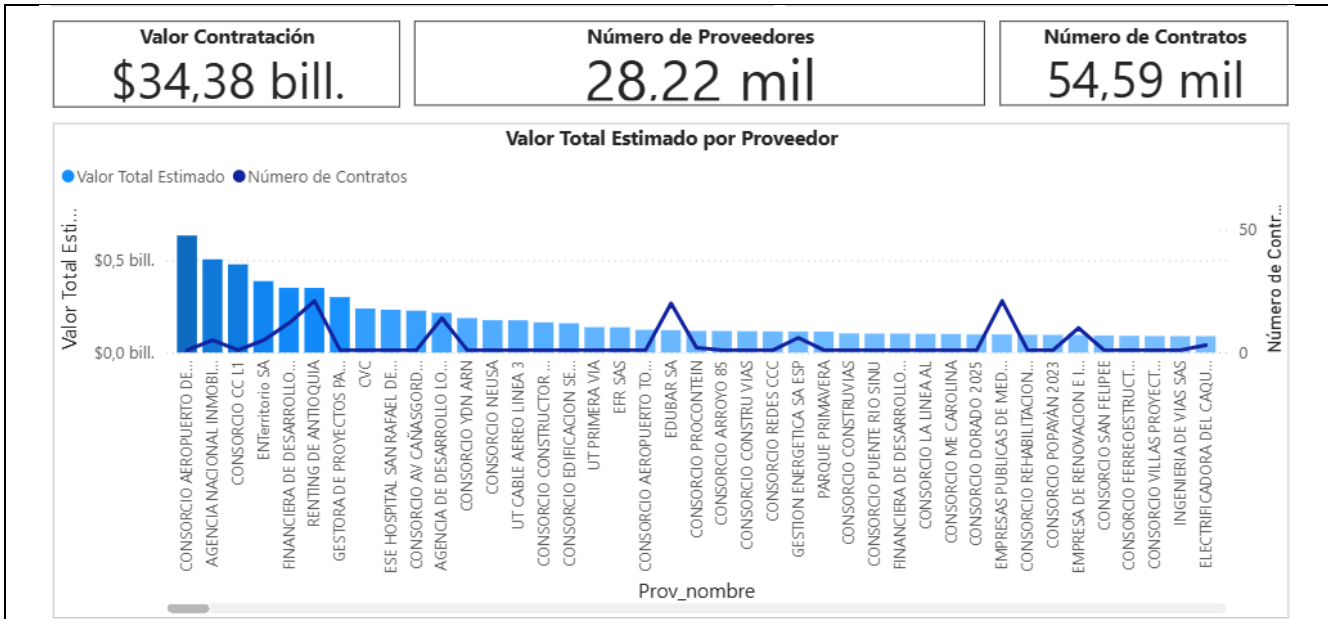 Valor Contratación
$34,38 bill.
Número de Proveedores
28,22 mil
Número de Contratos
54,59 mil
Valor Total Estimado por Proveedor
Valor Total Estimado
Número de Contratos
Valor Total Esti...
$0,5 bill.
$0,0 bill.
50
0
Número de Contr...
CONSORCIO AEROPUERTO DE...
AGENCIA NACIONAL INMOBI...
CONSORCIO CC L1
ENTerritorio SA
FINANCIERA DE DESARROLLO...
RENTING DE ANTIOQUIA
GESTORA DE PROYECTOS PA...
CVC
ESE HOSPITAL SAN RAFAEL DE...
CONSORCIO AV CAÑASGORD...
AGENCIA DE DESARROLLO LO...
CONSORCIO YDN ARN
CONSORCIO NEUSA
UT CABLE AEREO LINEA 3
CONSORCIO CONSTRUCTOR ...
CONSORCIO EDIFICACION SE...
UT PRIMERA VIA
EFR SAS
CONSORCIO AEROPUERTO TO...
EDUBAR SA
CONSORCIO PROCONTEIN
CONSORCIO ARROYO 85
CONSORCIO CONSTRU VIAS
CONSORCIO REDES CCC
GESTION ENERGETICA SA ESP
PARQUE PRIMAVERA
CONSORCIO CONSTRUVIAS
CONSORCIO PUENTE RIO SINU
FINANCIERA DE DESARROLLO...
CONSORCIO LA LINEA AL
CONSORCIO ME CAROLINA
CONSORCIO DORADO 2025
EMPRESAS PUBLICAS DE MED...
CONSORCIO REHABILITACION...
CONSORCIO POPAYÀN 2023
EMPRESA DE RENOVACION E I...
CONSORCIO SAN FELIPEE
CONSORCIO FERREOESTRUCT...
CONSORCIO VILLAS PROYECT...
INGENIERIA DE VIAS SAS
ELECTRIFICADORA DEL CAQU...
Prov_nombre